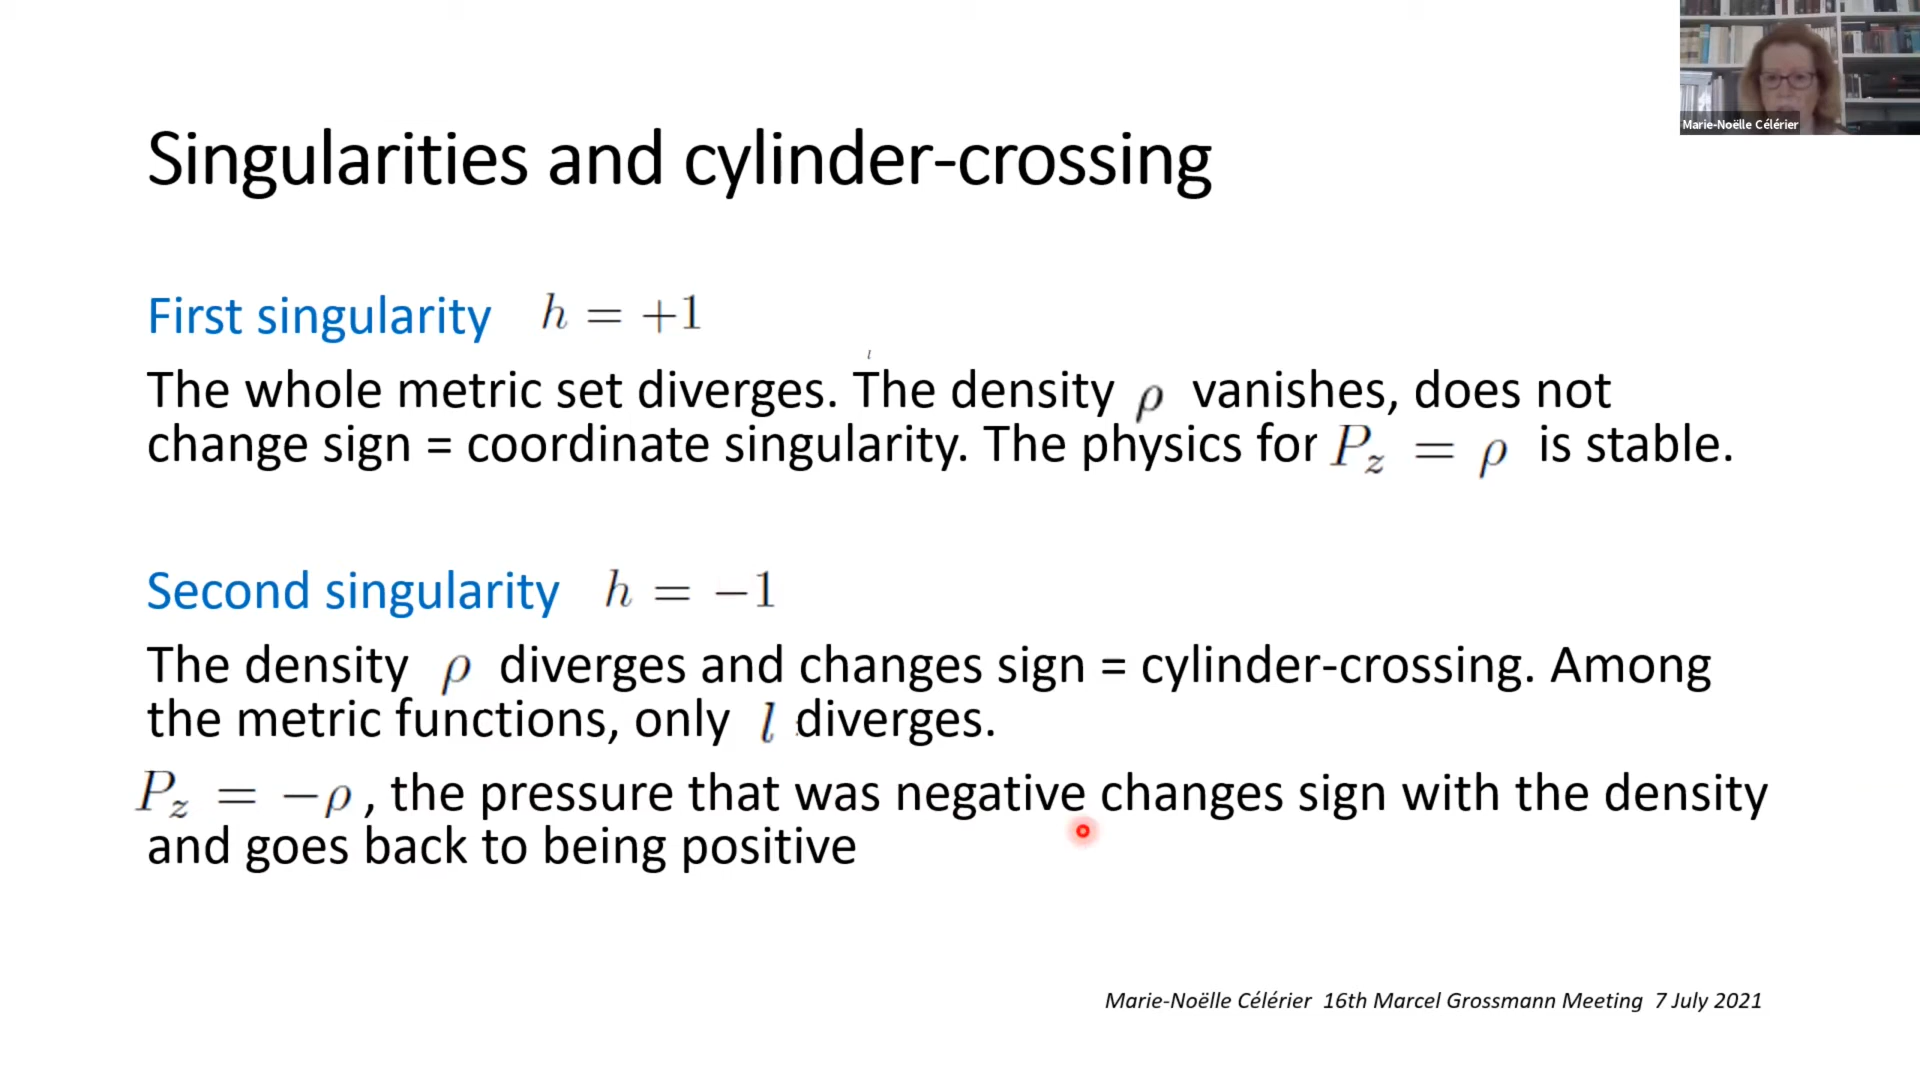 Marie-Noëlle Célérier
Singularities and cylinder-crossing
First singularity h = +1
l
The whole metric set diverges. The density ρ vanishes, does not
change sign = coordinate singularity. The physics for P_z = ρ is stable.
Second singularity h = −1
The density ρ diverges and changes sign = cylinder-crossing. Among
the metric functions, only l diverges.
P_z = −ρ , the pressure that was negative changes sign with the density
and goes back to being positive
Marie-Noëlle Célérier 16th Marcel Grossmann Meeting 7 July 2021